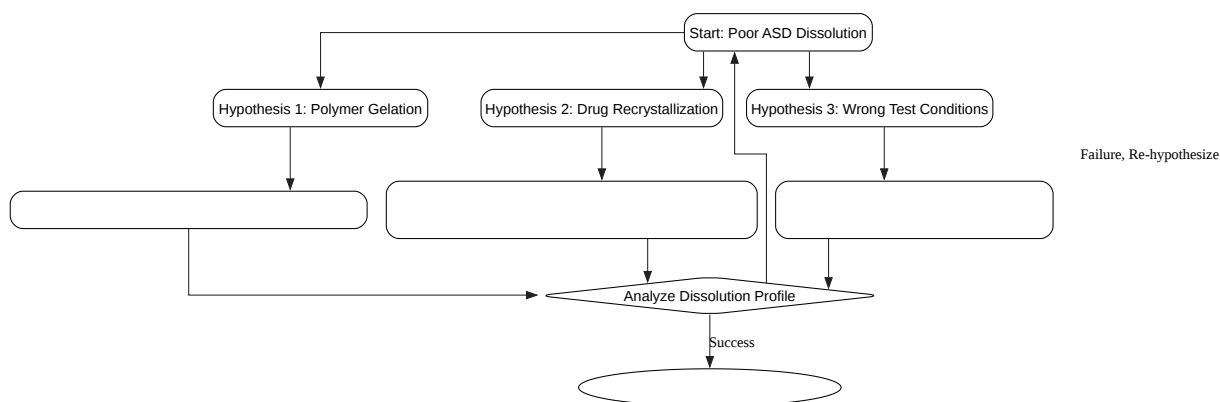 Start: Poor ASD Dissolution
Hypothesis 1: Polymer Gelation
Hypothesis 2: Drug Recrystallization
Hypothesis 3: Wrong Test Conditions
Failure, Re-hypothesize
Analyze Dissolution Profile
Success